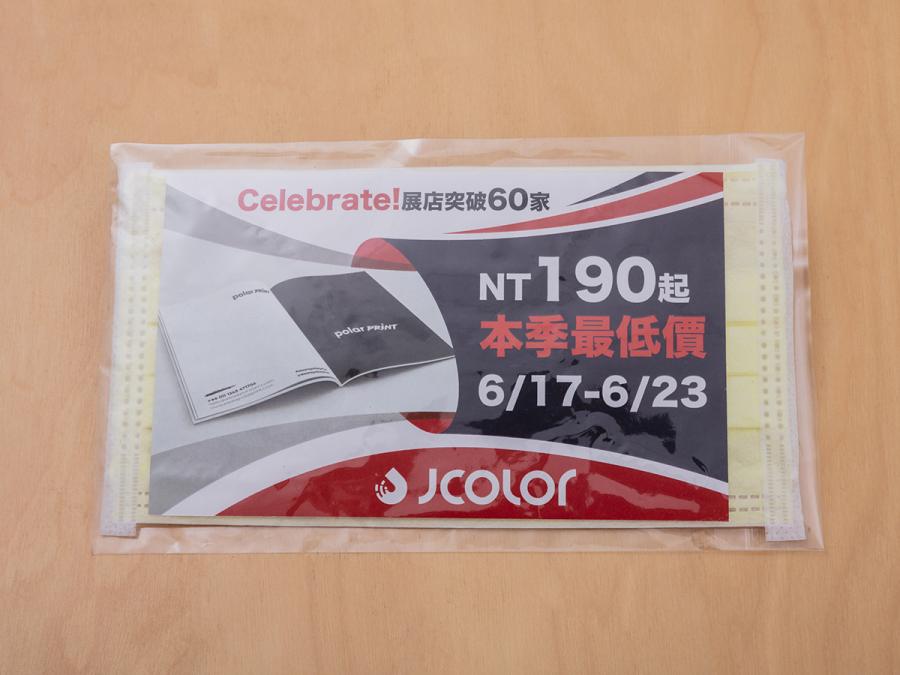 Celebrate!展店突破60家
NT190起
本季最低價
6/17-6/23
polar PRINT
polar PRINT
JCOLOR